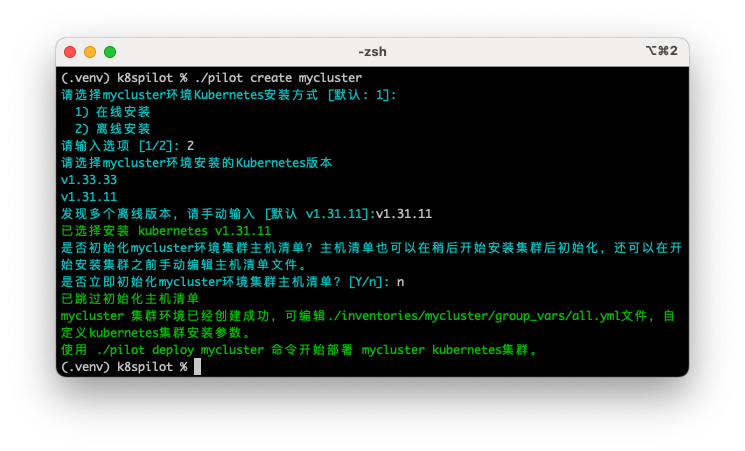 -zsh
⌥⌘2
(.venv) k8spilot % ./pilot create mycluster
请选择mycluster环境Kubernetes安装方式 [默认: 1]:
1) 在线安装
2) 离线安装
请输入选项 [1/2]: 2
请选择mycluster环境安装的Kubernetes版本
v1.33.33
v1.31.11
发现多个离线版本，请手动输入 [默认 v1.31.11]:v1.31.11
已选择安装 kubernetes v1.31.11
是否初始化mycluster环境集群主机清单？主机清单也可以在稍后开始安装集群后初始化，还可以在开
始安装集群之前手动编辑主机清单文件。
是否立即初始化mycluster环境集群主机清单？[Y/n]: n
已跳过初始化主机清单
mycluster 集群环境已经创建成功，可编辑./inventories/mycluster/group_vars/all.yml文件，自
定义kubernetes集群安装参数。
使用 ./pilot deploy mycluster 命令开始部署 mycluster kubernetes集群。
(.venv) k8spilot %